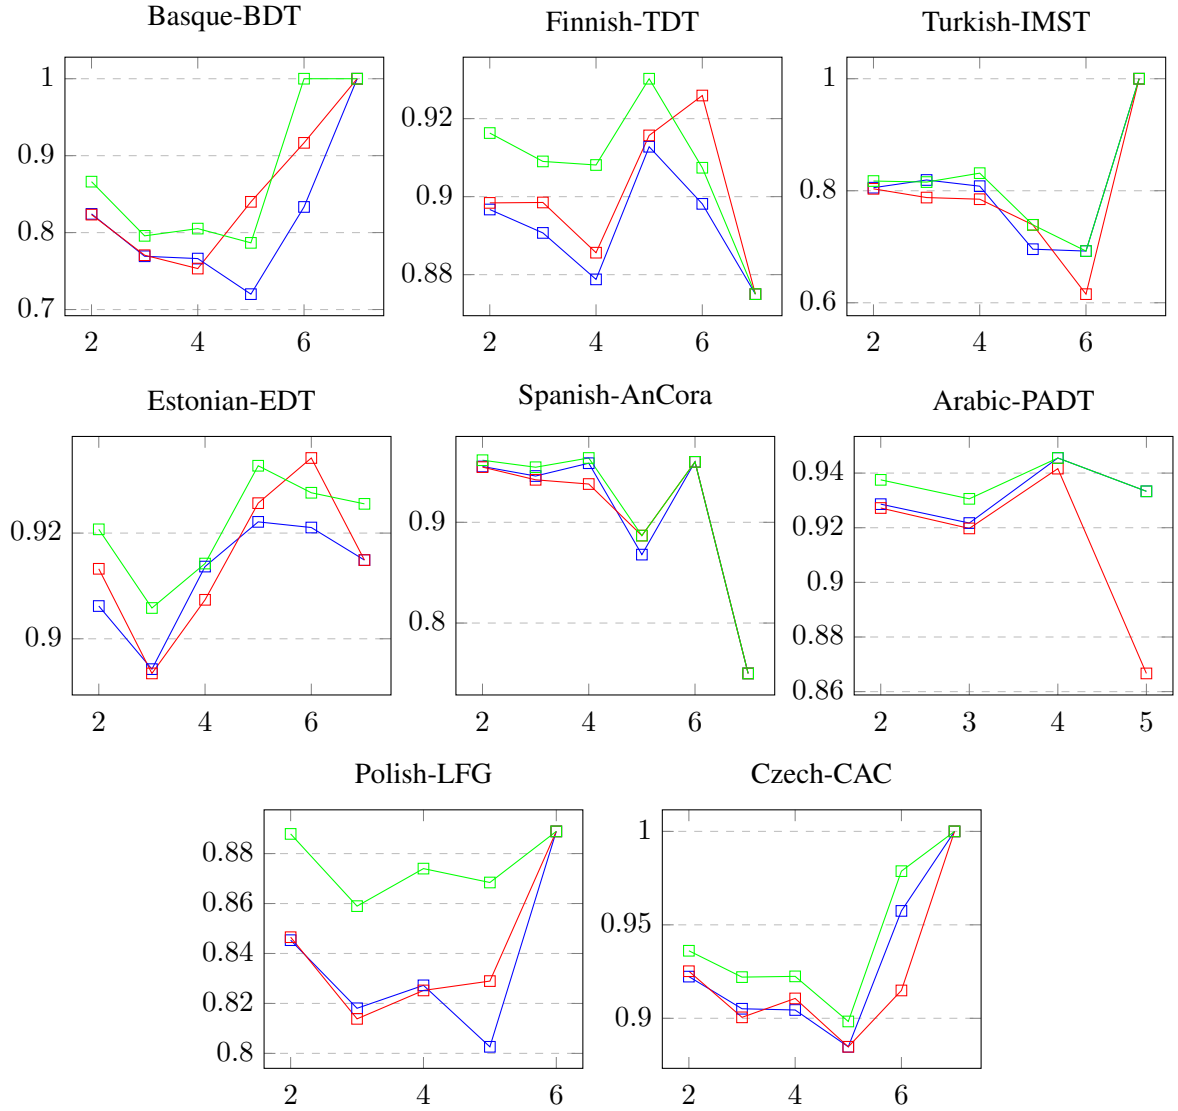 Basque-BDT
Finnish-TDT
Turkish-IMST
1
0.9
0.8
0.7
2 4 6
0.92
0.9
0.88
2 4 6
1
0.8
0.6
2 4 6
Estonian-EDT
Spanish-AnCora
Arabic-PADT
0.92
0.9
2 4 6
0.9
0.8
2 4 6
0.94
0.92
0.9
0.88
0.86
2 3 4 5
Polish-LFG
Czech-CAC
0.88
0.86
0.84
0.82
0.8
2 4 6
1
0.95
0.9
2 4 6